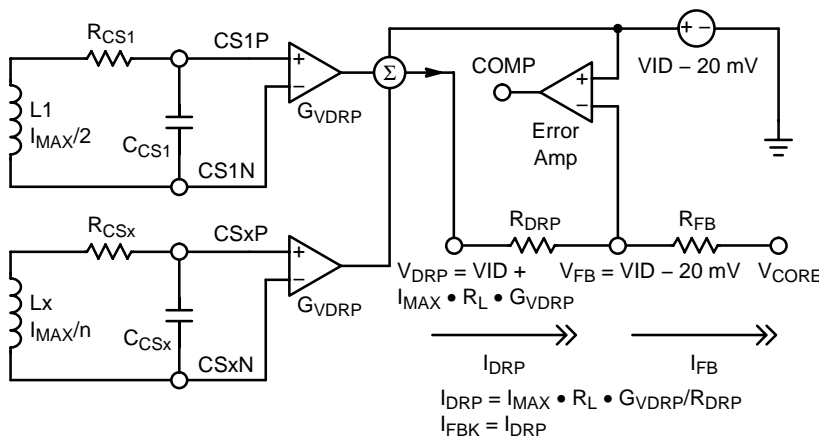 RCS1
CS1P
L1
IMAX/2
CCS1
CS1N
+
−
GVDRP
Σ
COMP
+
−
Error
Amp
+ −
VID − 20 mV
RCSx
CSxP
Lx
IMAX/n
CCSx
CSxN
+
−
GVDRP
RDRP
RFB
VDRP = VID +
IMAX • RL • GVDRP
VFB = VID − 20 mV
VCORE
IDRP
IFB
IDRP = IMAX • RL • GVDRP/RDRP
IFBK = IDRP